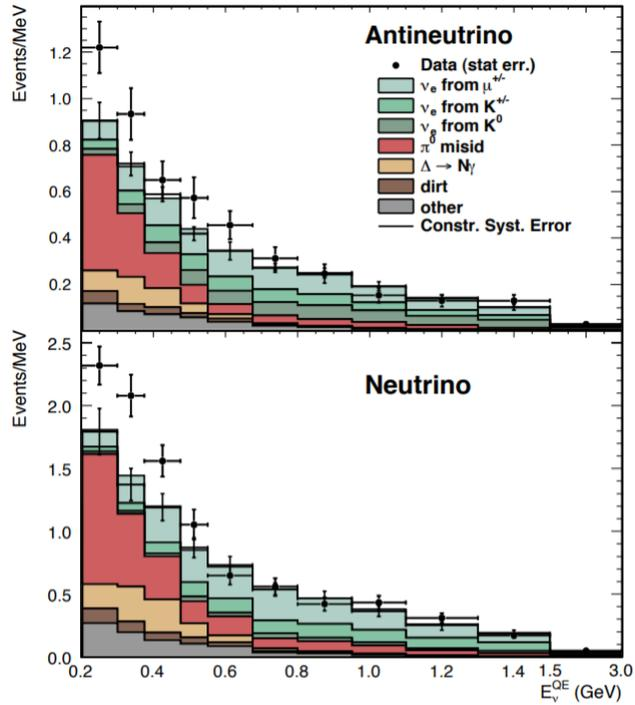 Events/MeV
1.2
1.0
0.8
0.6
0.4
0.2
Antineutrino
Data (stat err.)
νe from μ+/-
νe from K+/-
νe from K0
π0 misid
Δ → Nγ
dirt
other
Constr. Syst. Error
Events/MeV
2.5
2.0
1.5
1.0
0.5
0.0
Neutrino
0.2 0.4 0.6 0.8 1.0 1.2 1.4 1.5 3.0
EνQE (GeV)